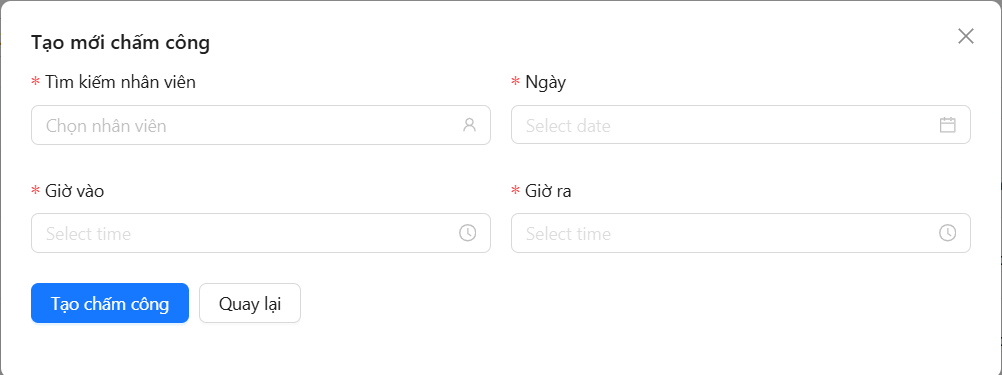 Tạo mới chấm công
* Tìm kiếm nhân viên
* Ngày
Chọn nhân viên
Select date
* Giờ vào
* Giờ ra
Select time
Select time
Tạo chấm công
Quay lại